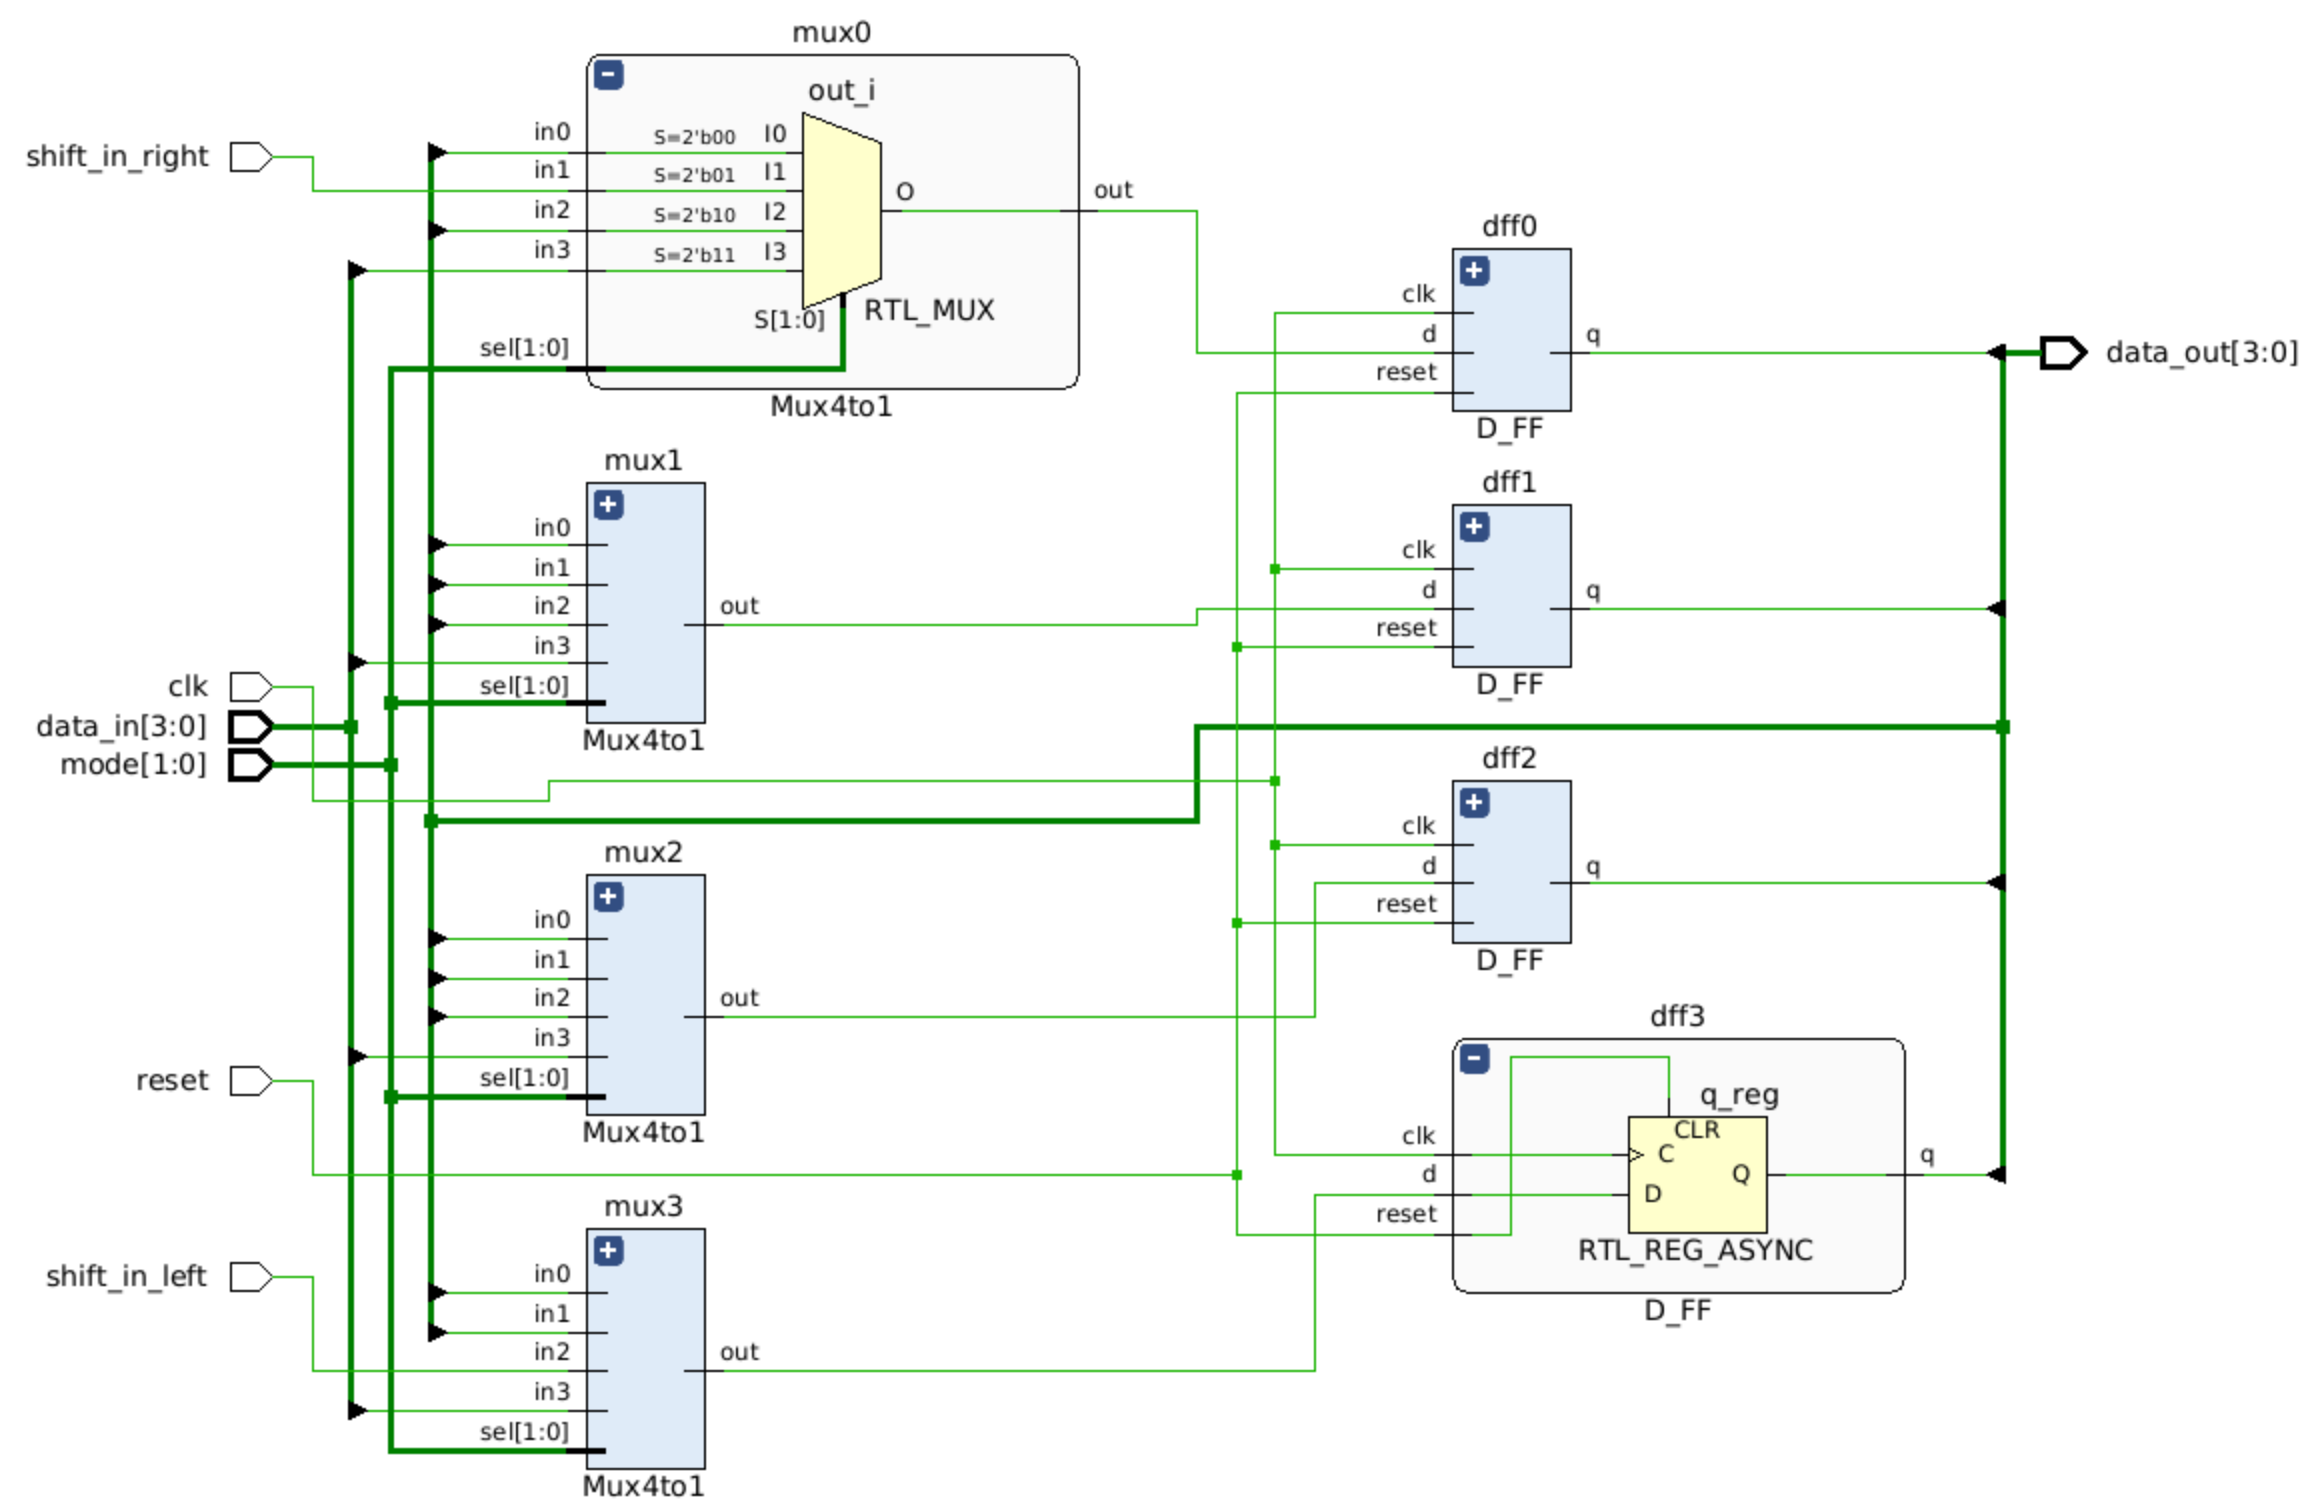 mux0
out_i
shift_in_right
in0 S=2'b00 I0
in1 S=2'b01 I1
in2 S=2'b10 I2
in3 S=2'b11 I3
O
out
S[1:0]
RTL_MUX
sel[1:0]
Mux4to1
dff0
clk
d
reset
q
D_FF
data_out[3:0]
mux1
in0
in1
in2
in3
sel[1:0]
out
Mux4to1
dff1
clk
d
reset
q
D_FF
clk
data_in[3:0]
mode[1:0]
mux2
in0
in1
in2
in3
sel[1:0]
out
Mux4to1
dff2
clk
d
reset
q
D_FF
reset
shift_in_left
mux3
in0
in1
in2
in3
sel[1:0]
out
Mux4to1
dff3
q_reg
CLR
clk
C
d
D
Q
q
reset
RTL_REG_ASYNC
D_FF